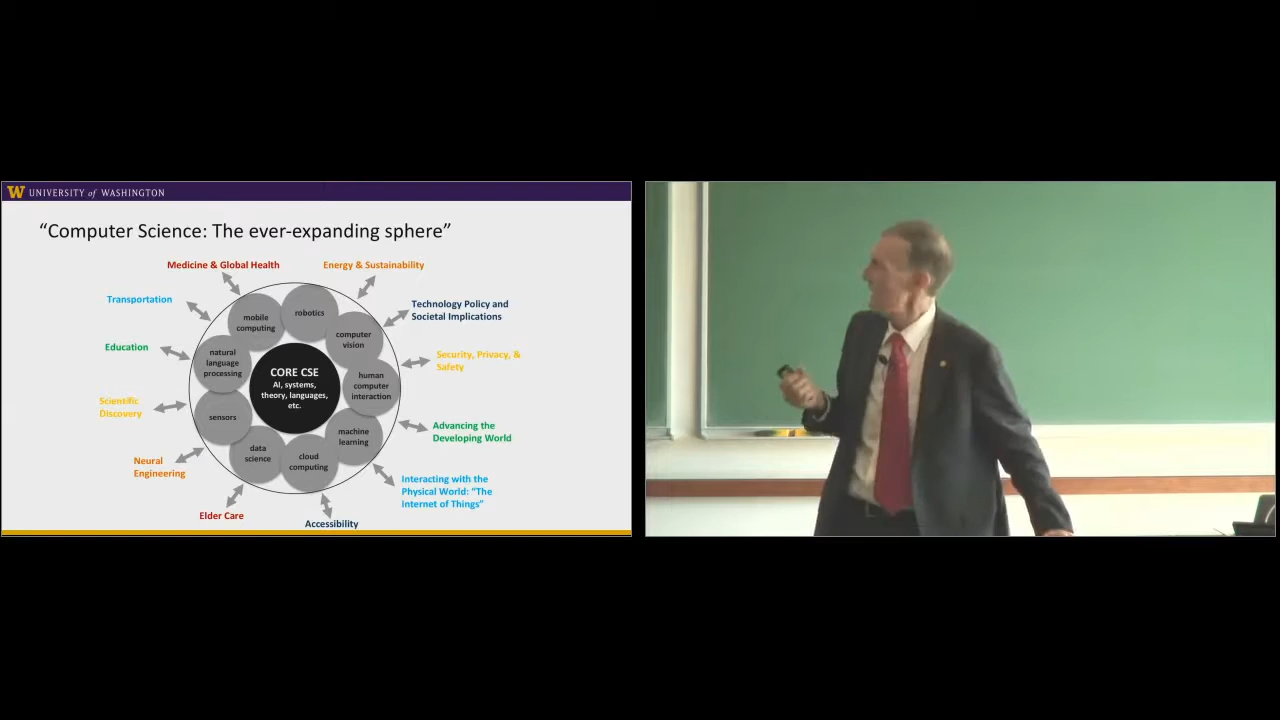 W UNIVERSITY of WASHINGTON
“Computer Science: The ever-expanding sphere”
Medicine & Global Health
Energy & Sustainability
Transportation
Technology Policy and
Societal Implications
Education
Security, Privacy, &
Safety
Scientific
Discovery
Advancing the
Developing World
Neural
Engineering
Interacting with the
Physical World: “The
Internet of Things”
Elder Care
Accessibility
robotics
mobile
computing
computer
vision
natural
language
processing
human
computer
interaction
sensors
machine
learning
data
science
cloud
computing
CORE CSE
AI, systems,
theory, languages,
etc.